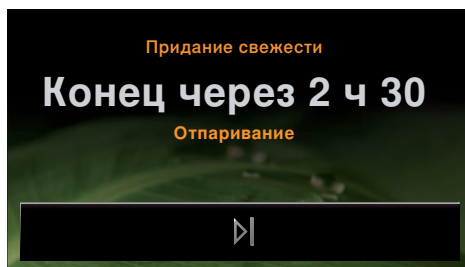 Придание свежести
Конец через 2 ч 30
Отпаривание